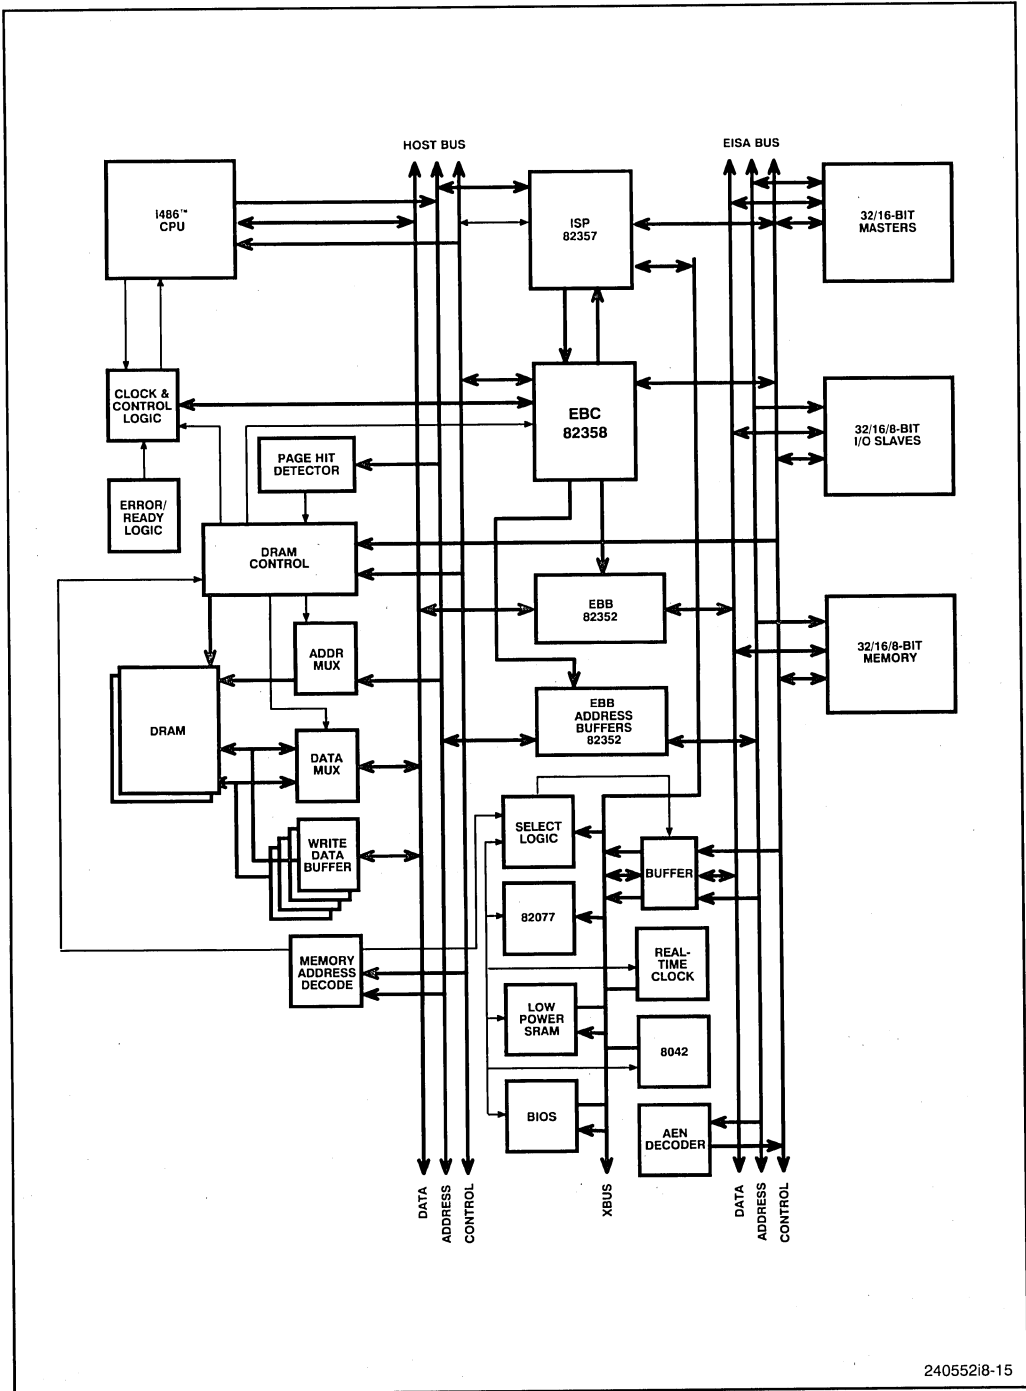 HOST BUS
EISA BUS
i486™
CPU
ISP
82357
32/16-BIT
MASTERS
CLOCK &
CONTROL
LOGIC
EBC
82358
32/16/8-BIT
I/O SLAVES
PAGE HIT
DETECTOR
ERROR/
READY
LOGIC
DRAM
CONTROL
EBB
82352
ADDR
MUX
32/16/8-BIT
MEMORY
DRAM
EBB
ADDRESS
BUFFERS
82352
DATA
MUX
SELECT
LOGIC
WRITE
DATA
BUFFER
BUFFER
82077
MEMORY
ADDRESS
DECODE
REAL-
TIME
CLOCK
LOW
POWER
SRAM
8042
BIOS
AEN
DECODER
DATA
ADDRESS
CONTROL
XBUS
DATA
ADDRESS
CONTROL
240552i8-15